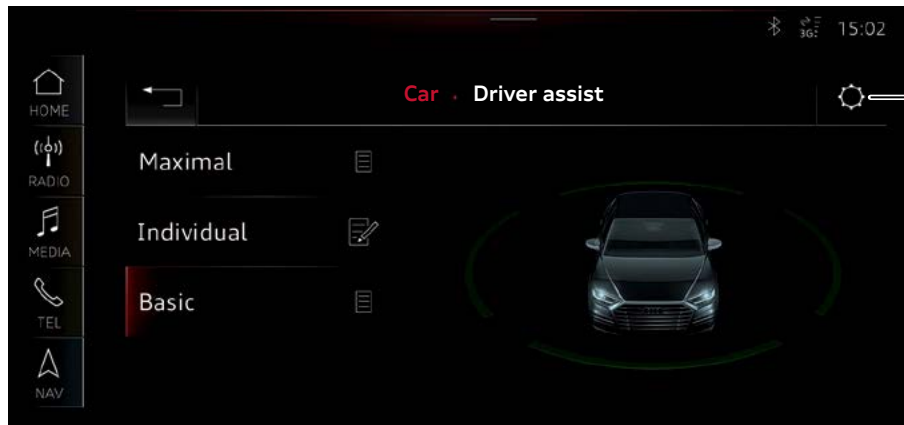 3G: 15:02
HOME
Car · Driver assist
RADIO
Maximal
MEDIA
Individual
TEL
Basic
NAV